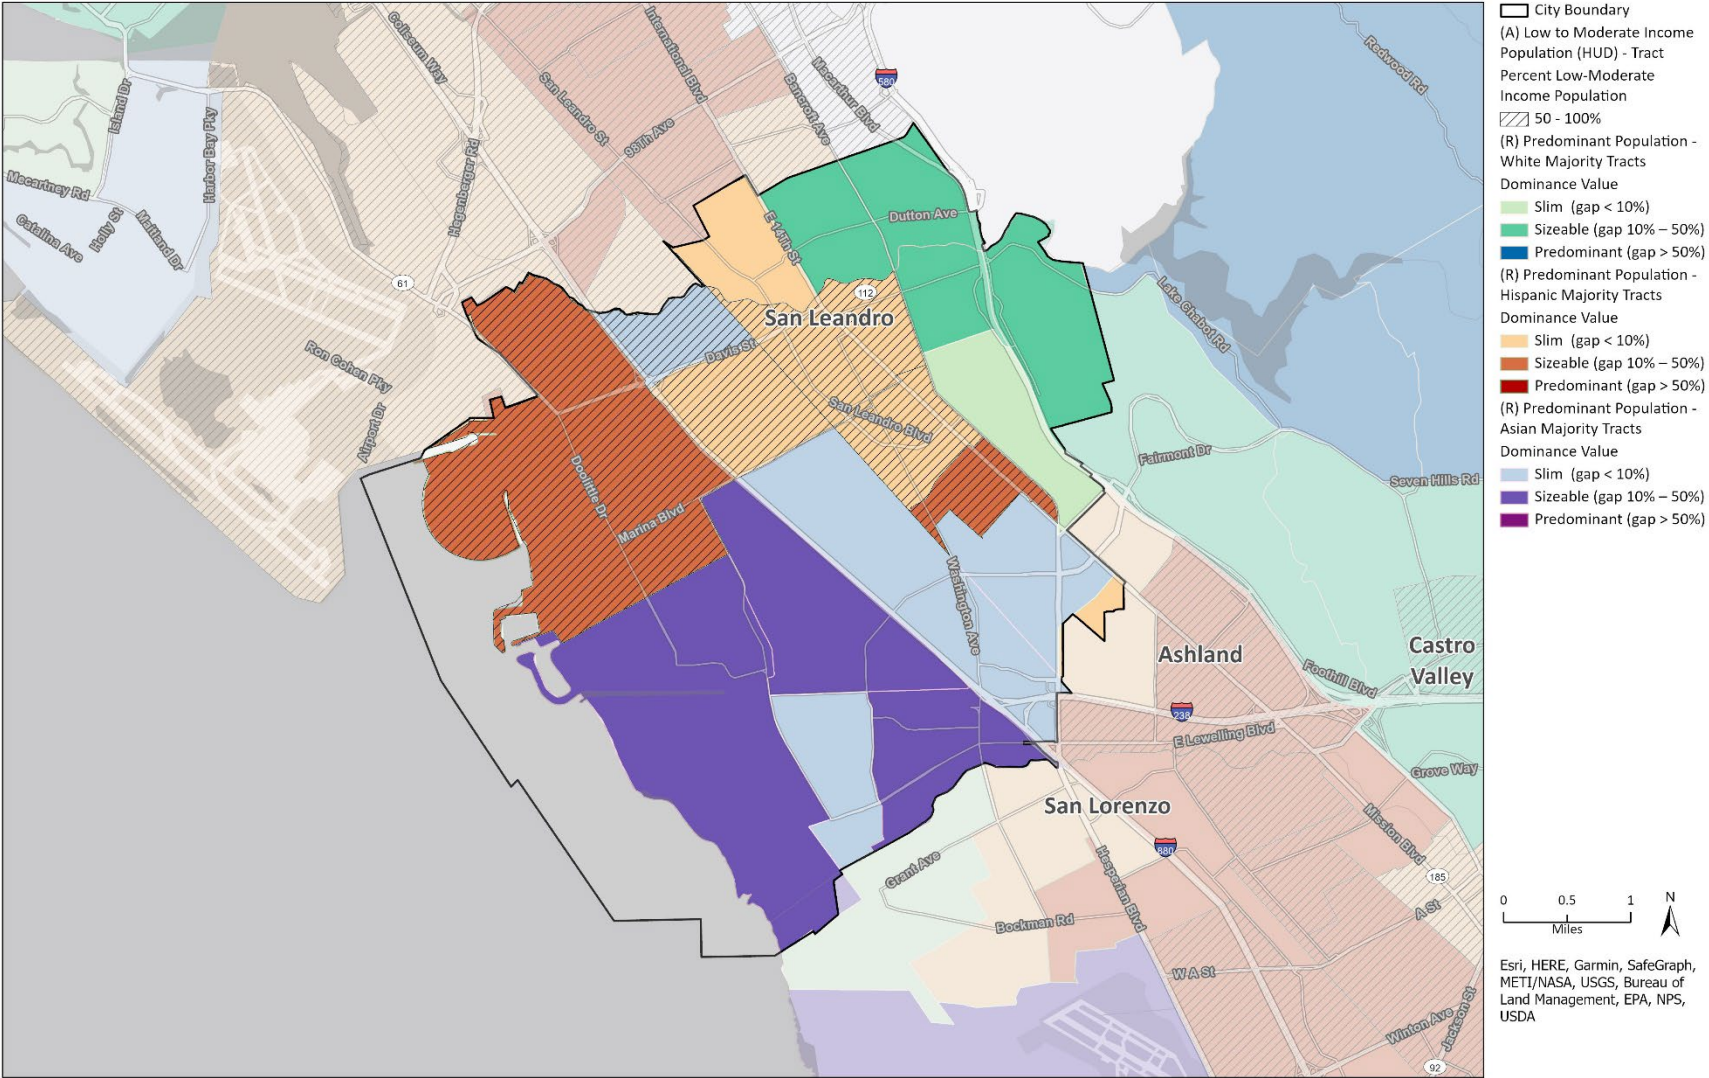 Coliseum Way
International Blvd
San Leandro St
98Th Ave
Bancroft Ave
Macarthur Blvd
580
Redwood Rd
Island Dr
Harbor Bay Pky
Hegenberger Rd
Mecartney Rd
Catalina Ave
Holly St
Maitland Dr
61
E 14Th St
Dutton Ave
112
San Leandro
Lake Chabot Rd
Ron Cohen Pky
Airport Dr
Davis St
San Leandro Blvd
Fairmont Dr
Seven Hills Rd
Doolittle Dr
Marina Blvd
Washington Ave
Ashland
Castro
Valley
Foothill Blvd
238
E Lewelling Blvd
Grove Way
San Lorenzo
880
Mission Blvd
185
A St
Grant Ave
Hesperian Blvd
Bockman Rd
W A St
Winton Ave
Jackson St
92
City Boundary
(A) Low to Moderate Income
Population (HUD) - Tract
Percent Low-Moderate
Income Population
50 - 100%
(R) Predominant Population -
White Majority Tracts
Dominance Value
Slim (gap < 10%)
Sizeable (gap 10% – 50%)
Predominant (gap > 50%)
(R) Predominant Population -
Hispanic Majority Tracts
Dominance Value
Slim (gap < 10%)
Sizeable (gap 10% – 50%)
Predominant (gap > 50%)
(R) Predominant Population -
Asian Majority Tracts
Dominance Value
Slim (gap < 10%)
Sizeable (gap 10% – 50%)
Predominant (gap > 50%)
0 0.5 1
Miles
N
Esri, HERE, Garmin, SafeGraph,
METI/NASA, USGS, Bureau of
Land Management, EPA, NPS,
USDA